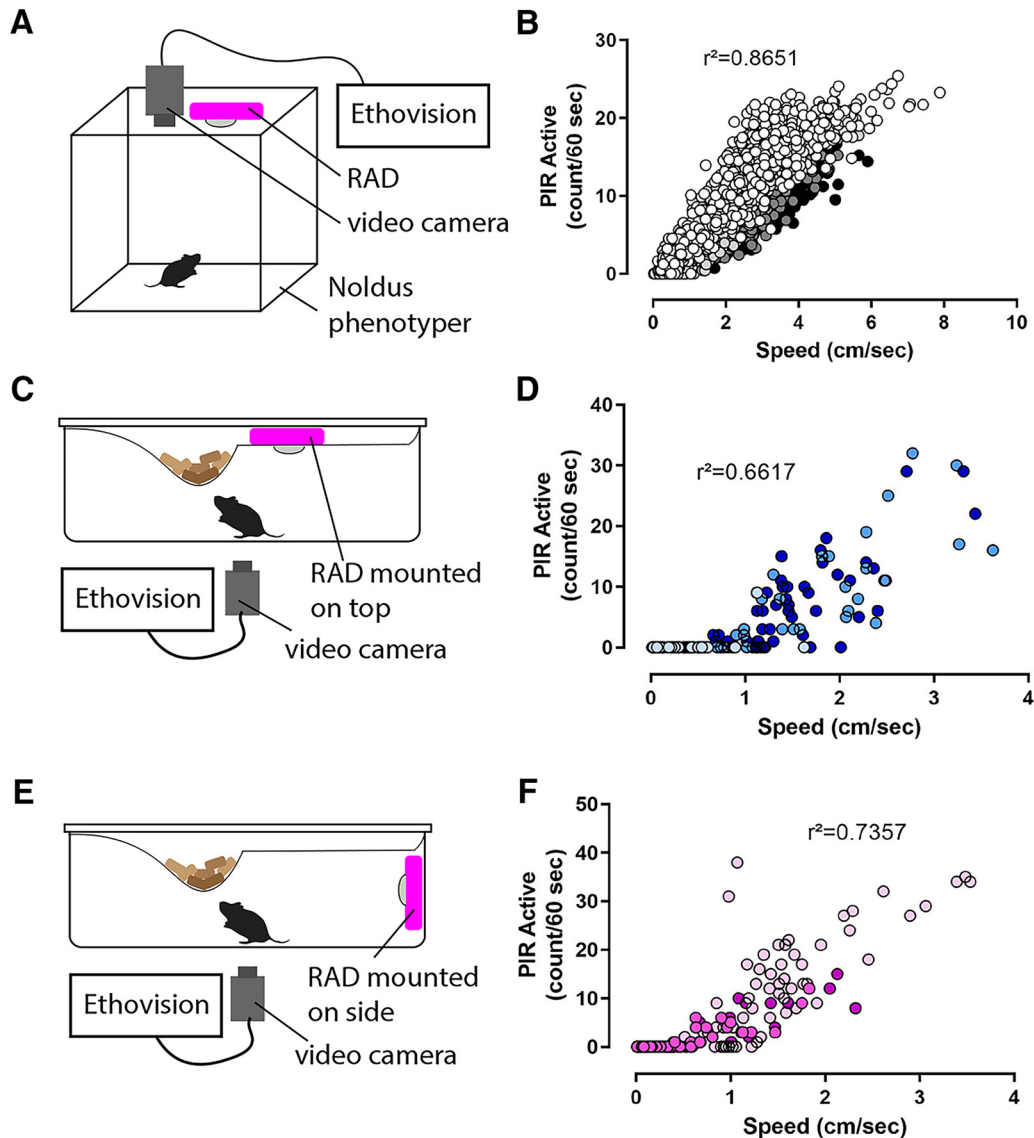 A
Ethovision
RAD
video camera
Noldus
phenotyper
B
r²=0.8651
PIR Active
(count/60 sec)
30
20
10
0
0 2 4 6 8 10
Speed (cm/sec)
C
RAD mounted
on top
Ethovision
video camera
D
r²=0.6617
PIR Active
(count/60 sec)
40
30
20
10
0
0 1 2 3 4
Speed (cm/sec)
E
RAD mounted
on side
Ethovision
video camera
F
r²=0.7357
PIR Active
(count/60 sec)
50
40
30
20
10
0
0 1 2 3 4
Speed (cm/sec)